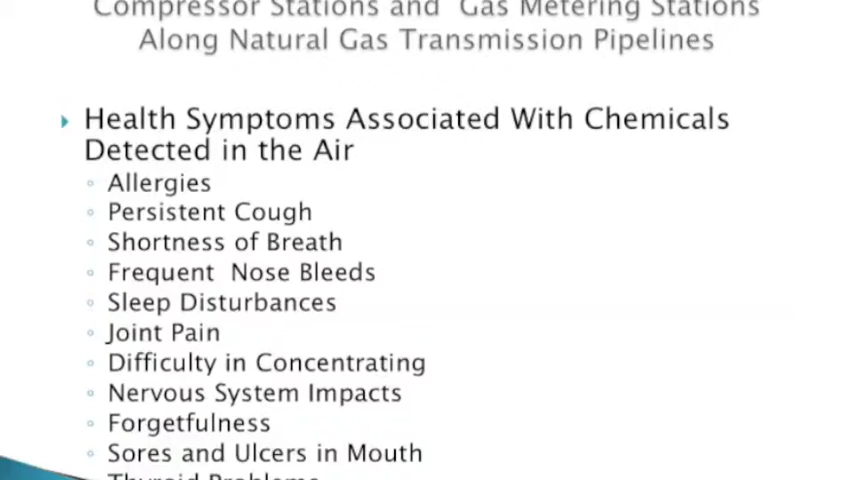 Compressor Stations and Gas Metering Stations
Along Natural Gas Transmission Pipelines
Health Symptoms Associated With Chemicals
Detected in the Air
Allergies
Persistent Cough
Shortness of Breath
Frequent Nose Bleeds
Sleep Disturbances
Joint Pain
Difficulty in Concentrating
Nervous System Impacts
Forgetfulness
Sores and Ulcers in Mouth
Thyroid Problems